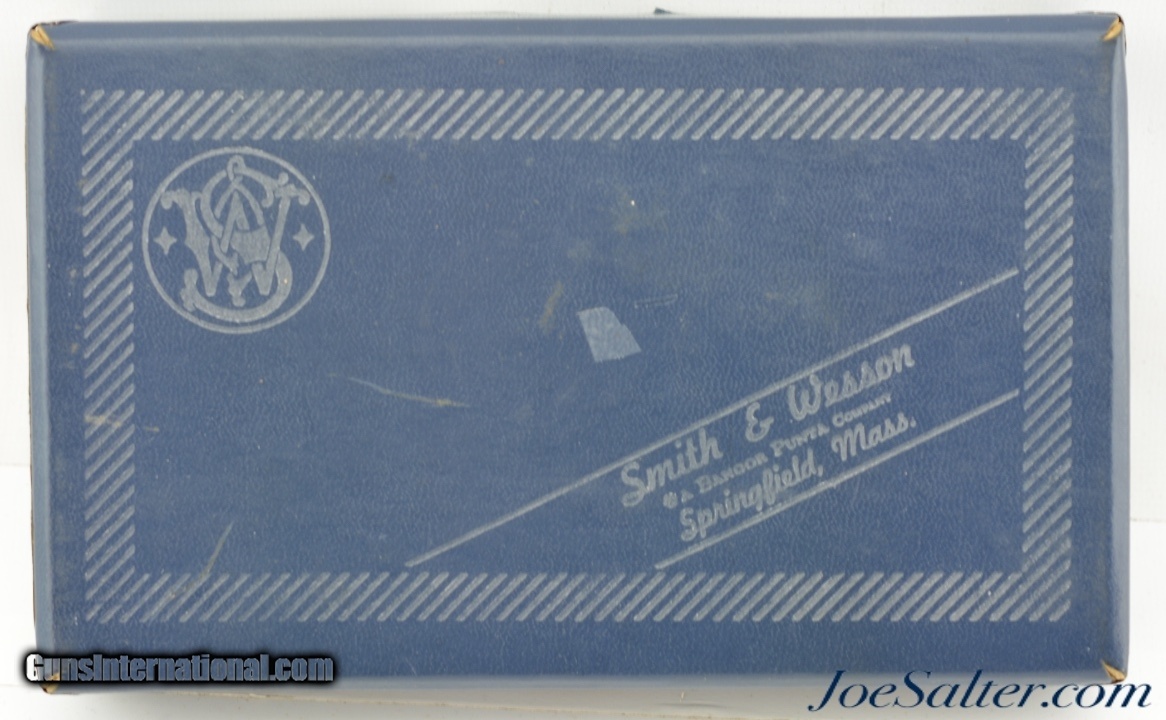 Smith & Wesson
A BANGOR PUNTA COMPANY
Springfield, Mass.
GunsInternational.com
JoeSalter.com